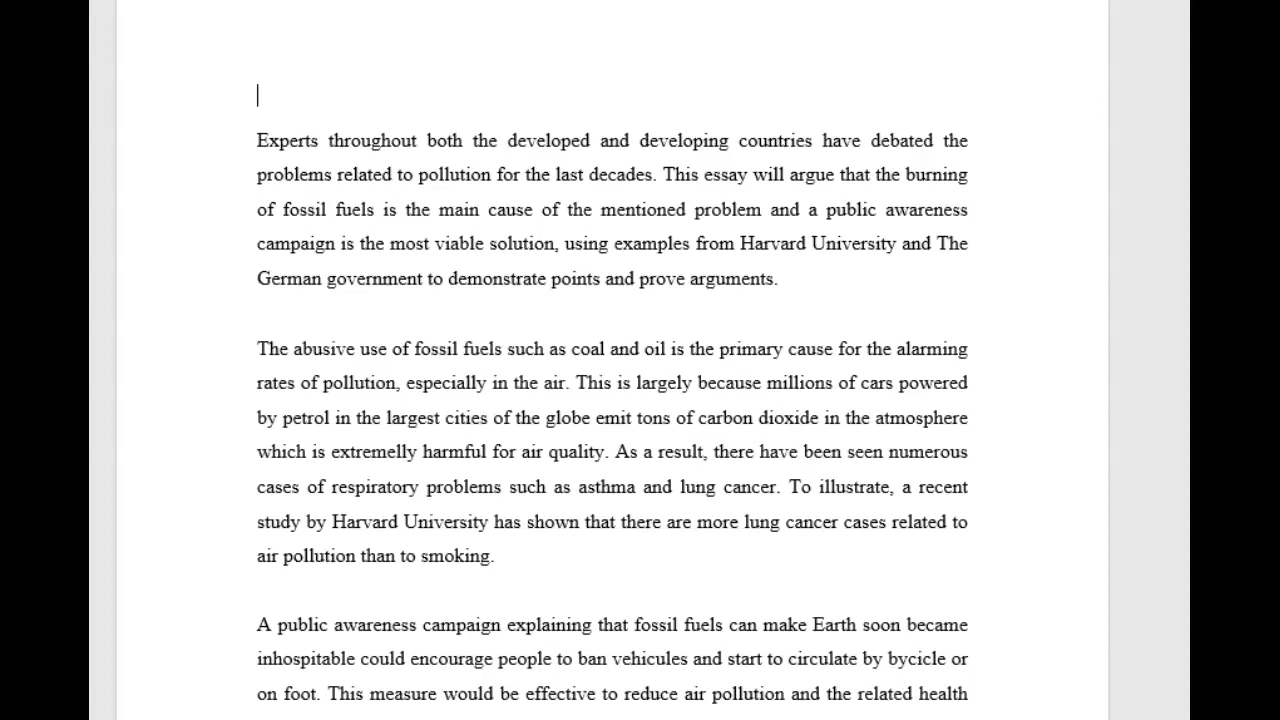 Experts throughout both the developed and developing countries have debated the
problems related to pollution for the last decades. This essay will argue that the burning
of fossil fuels is the main cause of the mentioned problem and a public awareness
campaign is the most viable solution, using examples from Harvard University and The
German government to demonstrate points and prove arguments.
The abusive use of fossil fuels such as coal and oil is the primary cause for the alarming
rates of pollution, especially in the air. This is largely because millions of cars powered
by petrol in the largest cities of the globe emit tons of carbon dioxide in the atmosphere
which is extremelly harmful for air quality. As a result, there have been seen numerous
cases of respiratory problems such as asthma and lung cancer. To illustrate, a recent
study by Harvard University has shown that there are more lung cancer cases related to
air pollution than to smoking.
A public awareness campaign explaining that fossil fuels can make Earth soon became
inhospitable could encourage people to ban vehicules and start to circulate by bycicle or
on foot. This measure would be effective to reduce air pollution and the related health